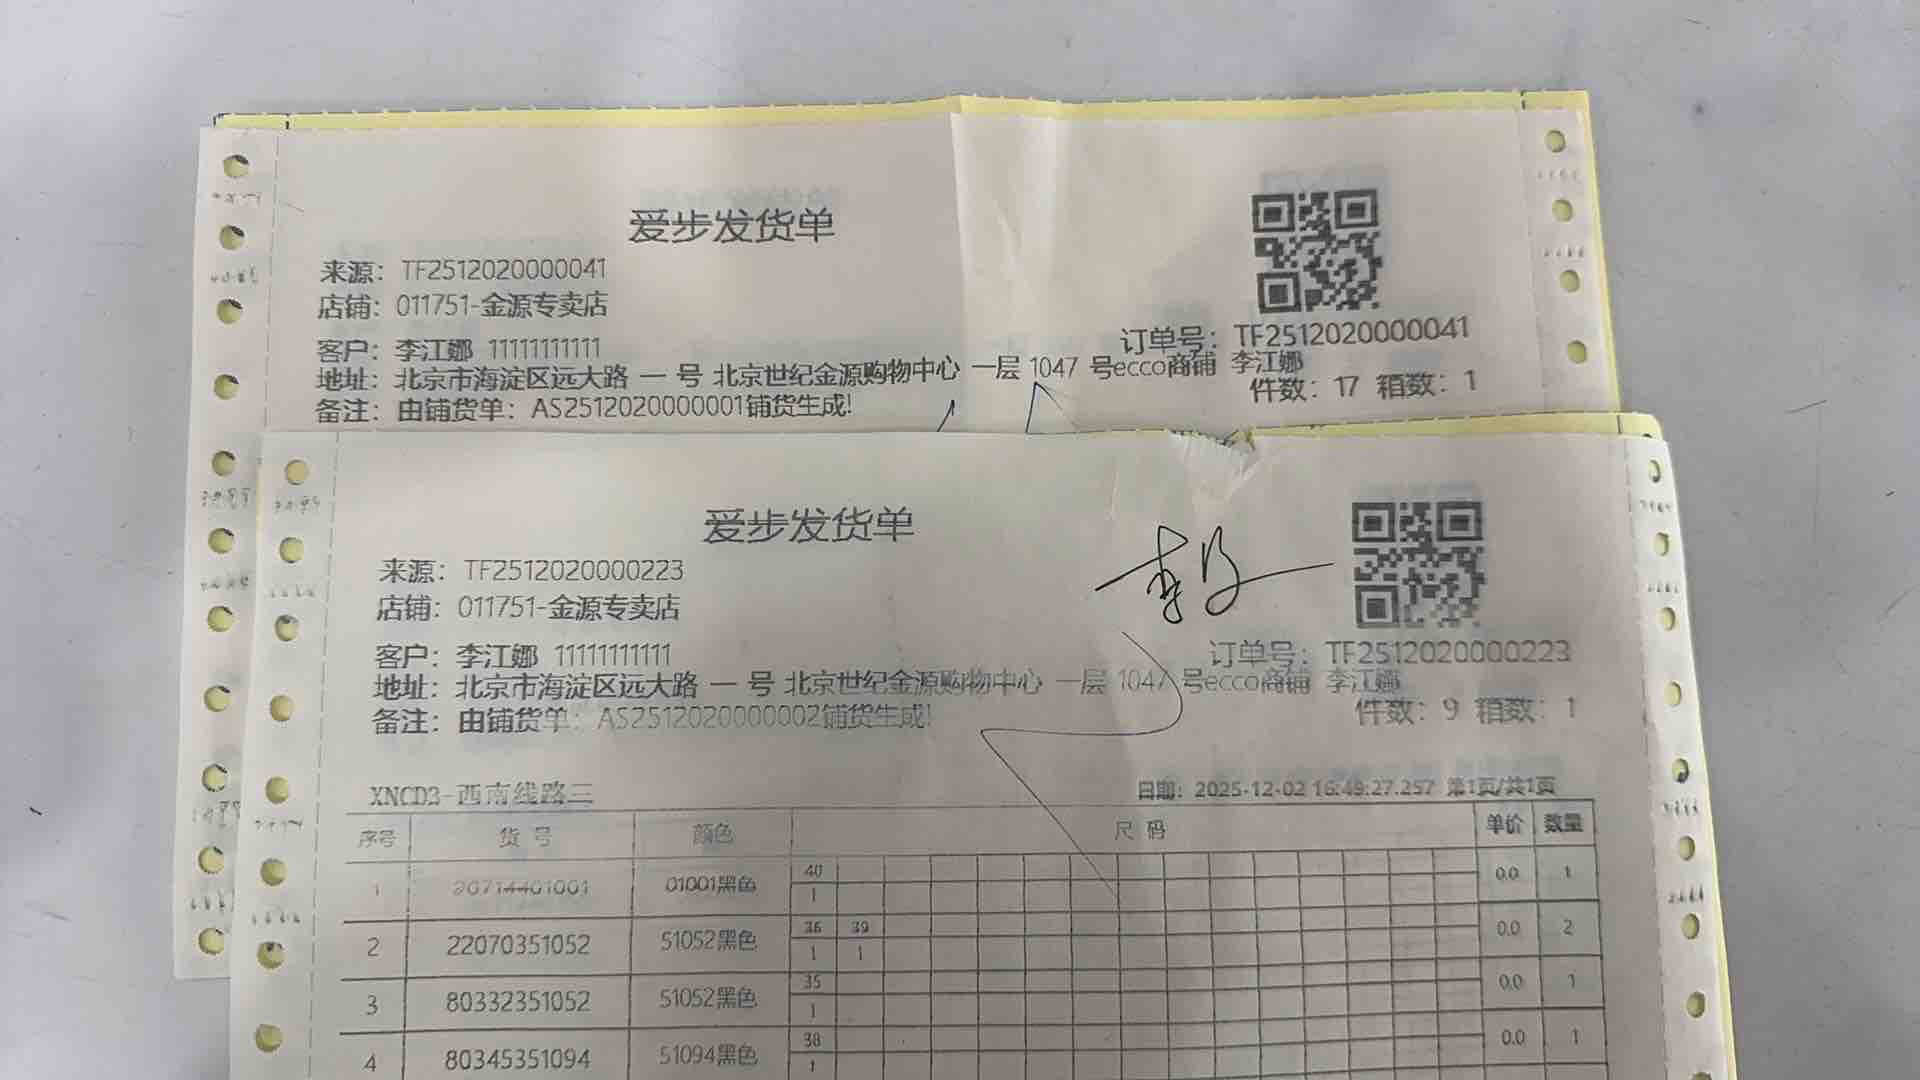 爱步发货单
来源：TF2512020000041
店铺：011751-金源专卖店
订单号：TF2512020000041
客户：李江娜 11111111111
地址：北京市海淀区远大路 一 号 北京世纪金源购物中心 一层 1047 号ecco商铺 李江娜
件数：17 箱数：1
备注：由铺货单：AS2512020000001铺货生成!
爱步发货单
来源：TF2512020000223
店铺：011751-金源专卖店
订单号：TF2512020000223
客户：李江娜 11111111111
地址：北京市海淀区远大路 一 号 北京世纪金源购物中心 一层 1047 号ecco商铺 李江娜
件数：9 箱数：1
备注：由铺货单：AS2512020000002铺货生成!
XNCD3-西南线路三
日期：2025-12-02 16:49:27.257 第1页/共1页
序号 货号 颜色 尺码 单价 数量
40
1 20714401001 01001黑色 0.0 1
1
36 39
2 22070351052 51052黑色 0.0 2
1 1
35
3 80332351052 51052黑色 0.0 1
1
38
4 80345351094 51094黑色 0.0 1
1